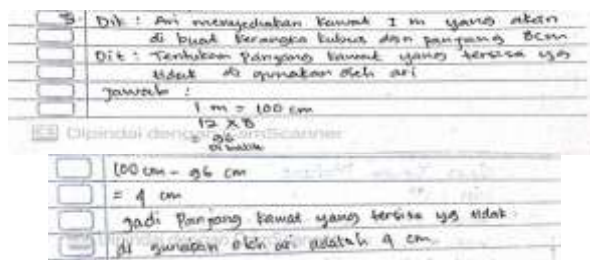 3. Dik : Ari menyediakan kawat 1 m yang akan
di buat kerangka kubus dgn panjang 8cm
Dit : Tentukan panjang kawat yang tersisa yg
tidak di gunakan oleh ari
Jawab :
1 m = 100 cm
12 x 8
= 96
Dipindai dengan CamScanner
100 cm - 96 cm
= 4 cm
Jadi Panjang kawat yang tersisa yg tidak
di gunakan oleh ari adalah 4 cm